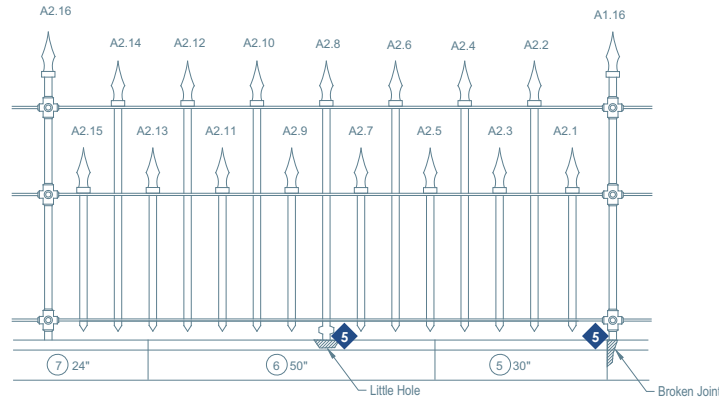 A2.16
A1.16
A2.14
A2.12
A2.10
A2.8
A2.6
A2.4
A2.2
A2.15
A2.13
A2.11
A2.9
A2.7
A2.5
A2.3
A2.1
5
5
7 24"
6 50"
5 30"
Little Hole
Broken Joint